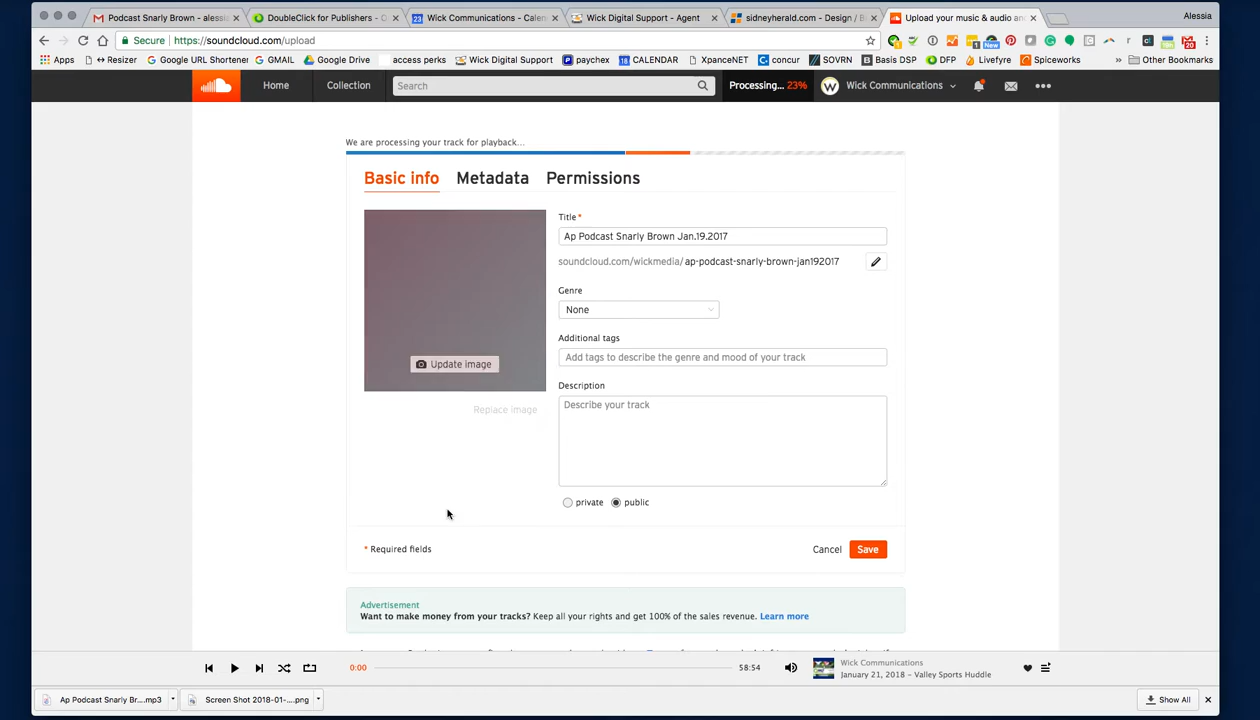 Podcast Snarly Brown - alessia
DoubleClick for Publishers - O
Wick Communications - Calen
Wick Digital Support - Agent
sidneyherald.com - Design / B
Upload your music & audio an
Alessia
Secure
https://soundcloud.com/upload
Apps
Resizer
Google URL Shortener
GMAIL
Google Drive
access perks
Wick Digital Support
paychex
CALENDAR
XpanceNET
concur
SOVRN
Basis DSP
DFP
Livefyre
Spiceworks
» Other Bookmarks
Home
Collection
Search
Processing... 23%
Wick Communications
We are processing your track for playback...
Basic info
Metadata
Permissions
Title *
Ap Podcast Snarly Brown Jan.19.2017
soundcloud.com/wickmedia/ ap-podcast-snarly-brown-jan192017
Genre
None
Additional tags
Add tags to describe the genre and mood of your track
Description
Describe your track
Update image
Replace image
private
public
* Required fields
Cancel
Save
Advertisement
Want to make money from your tracks? Keep all your rights and get 100% of the sales revenue. Learn more
0:00
58:54
Wick Communications
January 21, 2018 - Valley Sports Huddle
Ap Podcast Snarly Br....mp3
Screen Shot 2018-01-....png
Show All